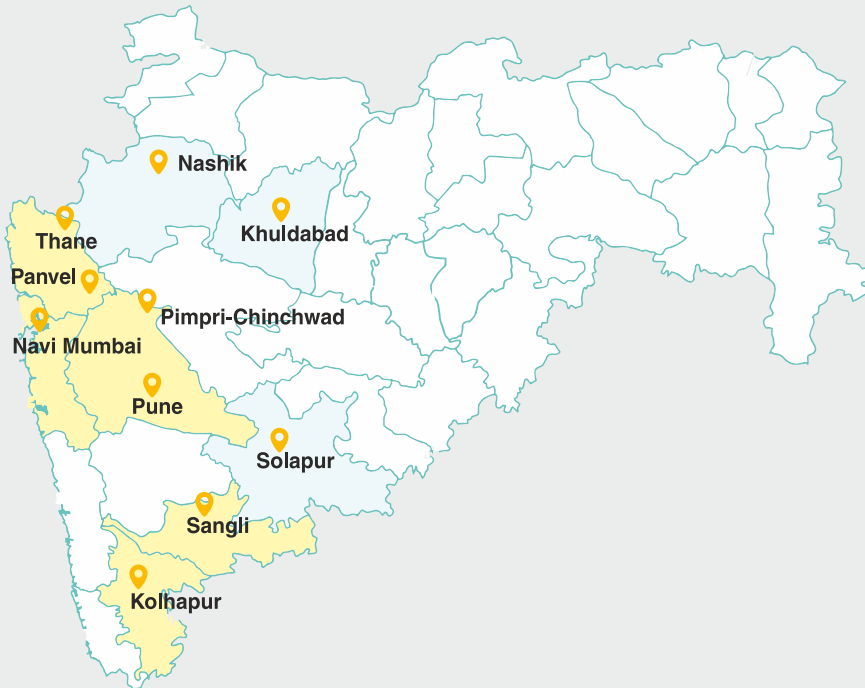 Nashik
Khuldabad
Thane
Panvel
Pimpri-Chinchwad
Navi Mumbai
Pune
Solapur
Sangli
Kolhapur